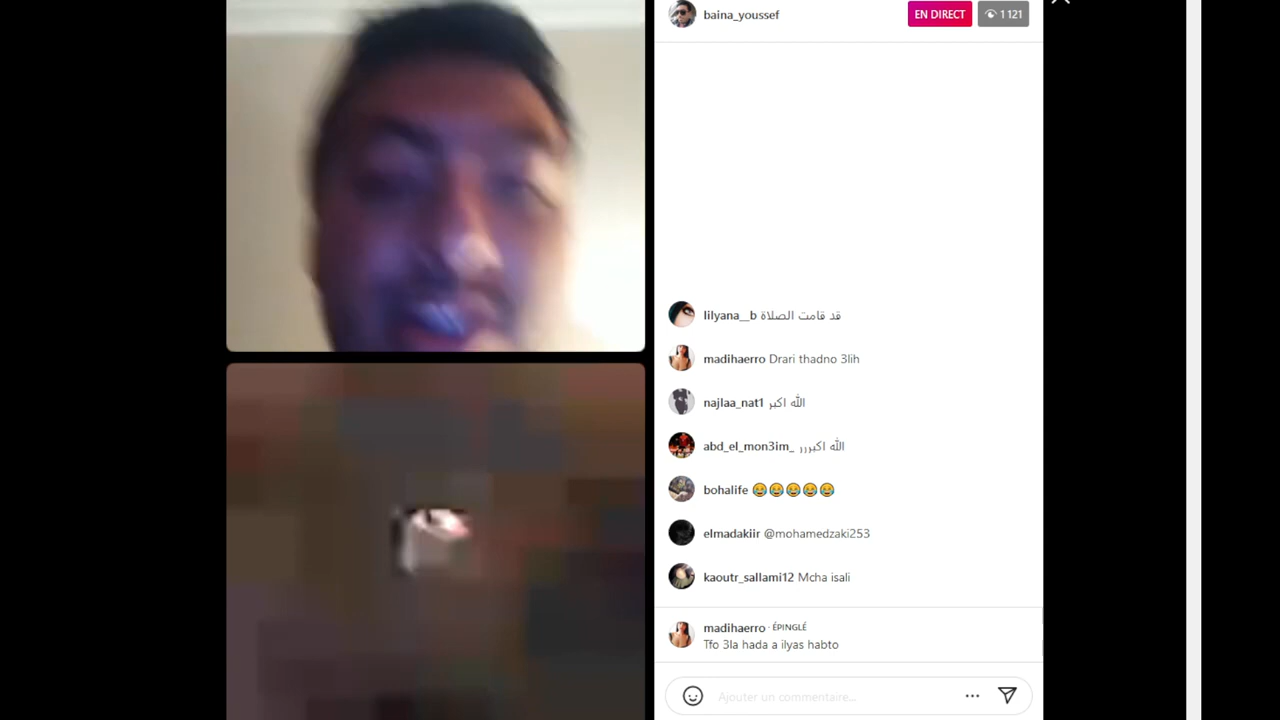 baina_youssef EN DIRECT 1 121
lilyana__b قد قامت الصلاة
madihaerro Drari thadno 3lih
najlaa_nat1 الله اكبر
abd_el_mon3im_ الله اكبررر
bohalife 😂😂😂😂😂
elmadakiir @mohamedzaki253
kaoutr_sallami12 Mcha isali
madihaerro · ÉPINGLÉ
Tfo 3la hada a ilyas habto
Ajouter un commentaire...